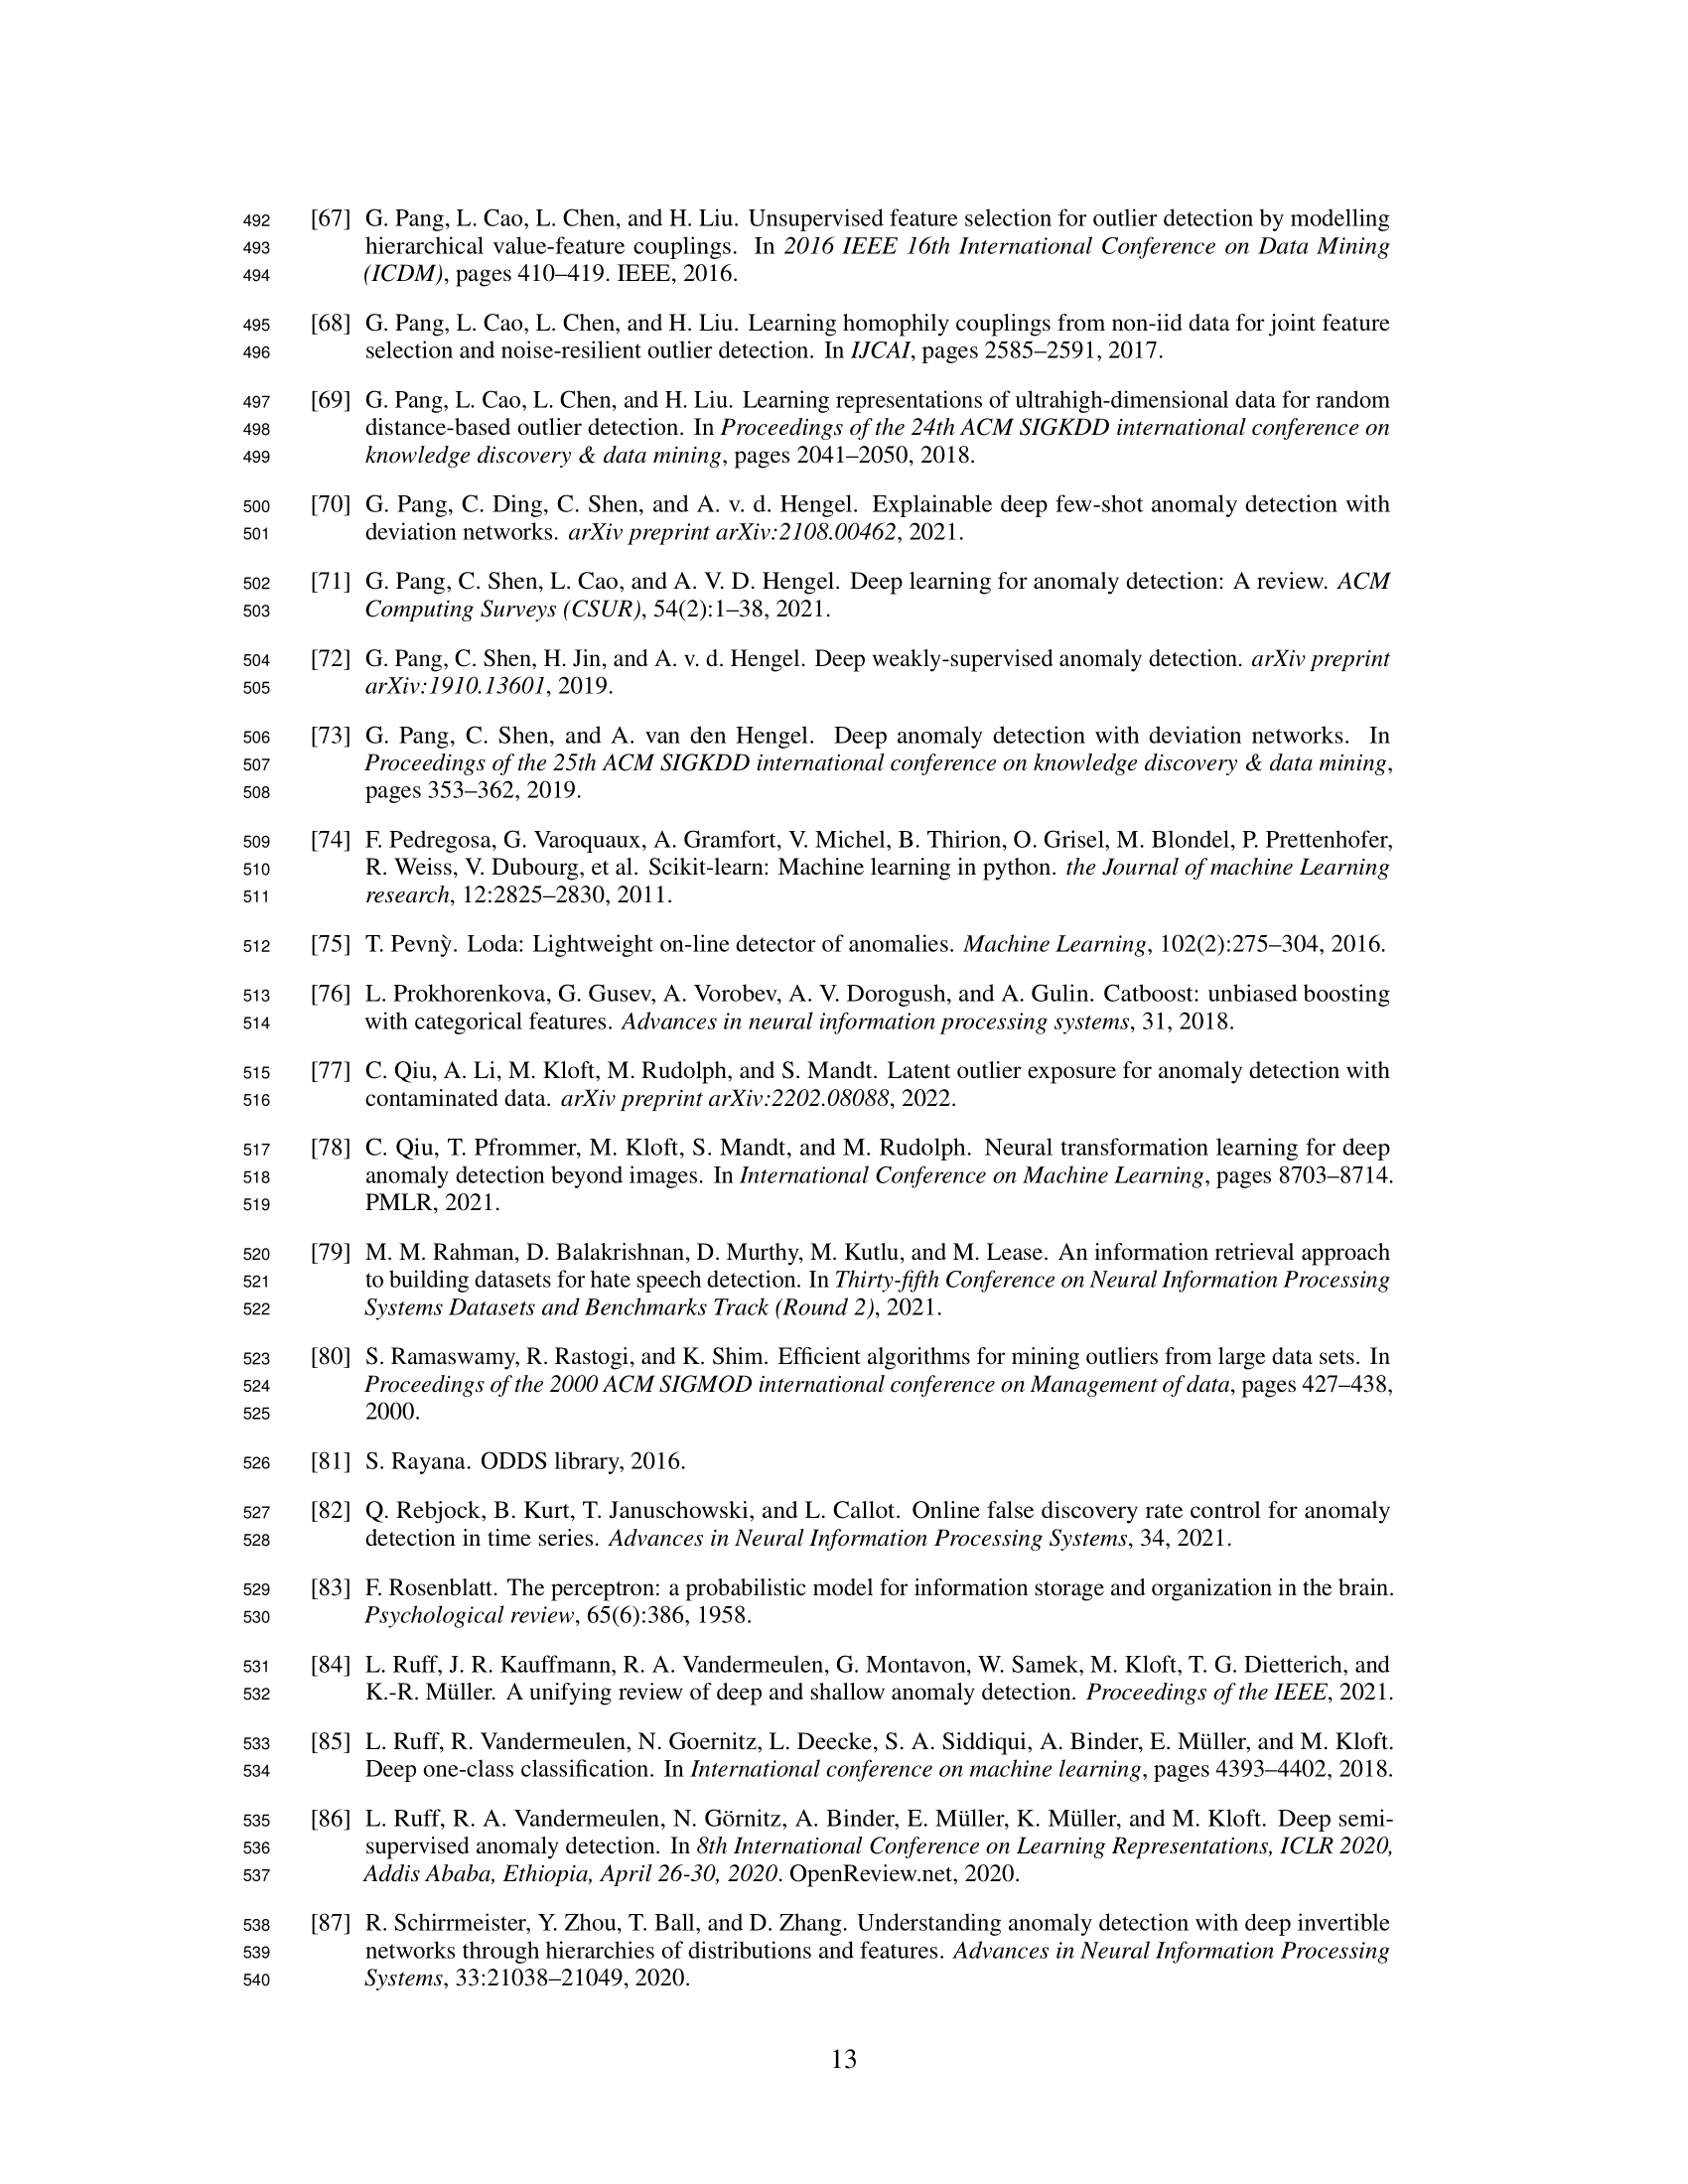 492 [67] G. Pang, L. Cao, L. Chen, and H. Liu. Unsupervised feature selection for outlier detection by modelling
493 hierarchical value-feature couplings. In 2016 IEEE 16th International Conference on Data Mining
494 (ICDM), pages 410–419. IEEE, 2016.
495 [68] G. Pang, L. Cao, L. Chen, and H. Liu. Learning homophily couplings from non-iid data for joint feature
496 selection and noise-resilient outlier detection. In IJCAI, pages 2585–2591, 2017.
497 [69] G. Pang, L. Cao, L. Chen, and H. Liu. Learning representations of ultrahigh-dimensional data for random
498 distance-based outlier detection. In Proceedings of the 24th ACM SIGKDD international conference on
499 knowledge discovery & data mining, pages 2041–2050, 2018.
500 [70] G. Pang, C. Ding, C. Shen, and A. v. d. Hengel. Explainable deep few-shot anomaly detection with
501 deviation networks. arXiv preprint arXiv:2108.00462, 2021.
502 [71] G. Pang, C. Shen, L. Cao, and A. V. D. Hengel. Deep learning for anomaly detection: A review. ACM
503 Computing Surveys (CSUR), 54(2):1–38, 2021.
504 [72] G. Pang, C. Shen, H. Jin, and A. v. d. Hengel. Deep weakly-supervised anomaly detection. arXiv preprint
505 arXiv:1910.13601, 2019.
506 [73] G. Pang, C. Shen, and A. van den Hengel. Deep anomaly detection with deviation networks. In
507 Proceedings of the 25th ACM SIGKDD international conference on knowledge discovery & data mining,
508 pages 353–362, 2019.
509 [74] F. Pedregosa, G. Varoquaux, A. Gramfort, V. Michel, B. Thirion, O. Grisel, M. Blondel, P. Prettenhofer,
510 R. Weiss, V. Dubourg, et al. Scikit-learn: Machine learning in python. the Journal of machine Learning
511 research, 12:2825–2830, 2011.
512 [75] T. Pevnỳ. Loda: Lightweight on-line detector of anomalies. Machine Learning, 102(2):275–304, 2016.
513 [76] L. Prokhorenkova, G. Gusev, A. Vorobev, A. V. Dorogush, and A. Gulin. Catboost: unbiased boosting
514 with categorical features. Advances in neural information processing systems, 31, 2018.
515 [77] C. Qiu, A. Li, M. Kloft, M. Rudolph, and S. Mandt. Latent outlier exposure for anomaly detection with
516 contaminated data. arXiv preprint arXiv:2202.08088, 2022.
517 [78] C. Qiu, T. Pfrommer, M. Kloft, S. Mandt, and M. Rudolph. Neural transformation learning for deep
518 anomaly detection beyond images. In International Conference on Machine Learning, pages 8703–8714.
519 PMLR, 2021.
520 [79] M. M. Rahman, D. Balakrishnan, D. Murthy, M. Kutlu, and M. Lease. An information retrieval approach
521 to building datasets for hate speech detection. In Thirty-fifth Conference on Neural Information Processing
522 Systems Datasets and Benchmarks Track (Round 2), 2021.
523 [80] S. Ramaswamy, R. Rastogi, and K. Shim. Efficient algorithms for mining outliers from large data sets. In
524 Proceedings of the 2000 ACM SIGMOD international conference on Management of data, pages 427–438,
525 2000.
526 [81] S. Rayana. ODDS library, 2016.
527 [82] Q. Rebjock, B. Kurt, T. Januschowski, and L. Callot. Online false discovery rate control for anomaly
528 detection in time series. Advances in Neural Information Processing Systems, 34, 2021.
529 [83] F. Rosenblatt. The perceptron: a probabilistic model for information storage and organization in the brain.
530 Psychological review, 65(6):386, 1958.
531 [84] L. Ruff, J. R. Kauffmann, R. A. Vandermeulen, G. Montavon, W. Samek, M. Kloft, T. G. Dietterich, and
532 K.-R. Müller. A unifying review of deep and shallow anomaly detection. Proceedings of the IEEE, 2021.
533 [85] L. Ruff, R. Vandermeulen, N. Goernitz, L. Deecke, S. A. Siddiqui, A. Binder, E. Müller, and M. Kloft.
534 Deep one-class classification. In International conference on machine learning, pages 4393–4402, 2018.
535 [86] L. Ruff, R. A. Vandermeulen, N. Görnitz, A. Binder, E. Müller, K. Müller, and M. Kloft. Deep semi-
536 supervised anomaly detection. In 8th International Conference on Learning Representations, ICLR 2020,
537 Addis Ababa, Ethiopia, April 26-30, 2020. OpenReview.net, 2020.
538 [87] R. Schirrmeister, Y. Zhou, T. Ball, and D. Zhang. Understanding anomaly detection with deep invertible
539 networks through hierarchies of distributions and features. Advances in Neural Information Processing
540 Systems, 33:21038–21049, 2020.
13